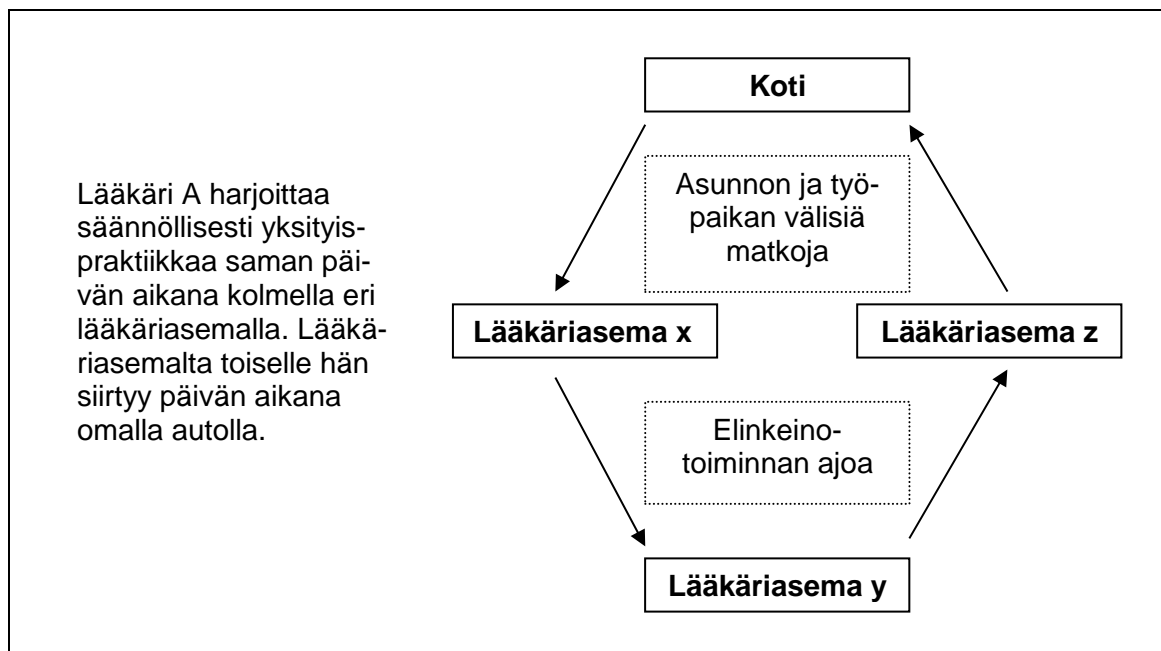 Lääkäri A harjoittaa
säännöllisesti yksityis-
praktiikkaa saman päi-
vän aikana kolmella eri
lääkäriasemalla. Lääkä-
riasemalta toiselle hän
siirtyy päivän aikana
omalla autolla.
Koti
Asunnon ja työ-
paikan välisiä
matkoja
Lääkäriasema x
Lääkäriasema z
Elinkeino-
toiminnan ajoa
Lääkäriasema y